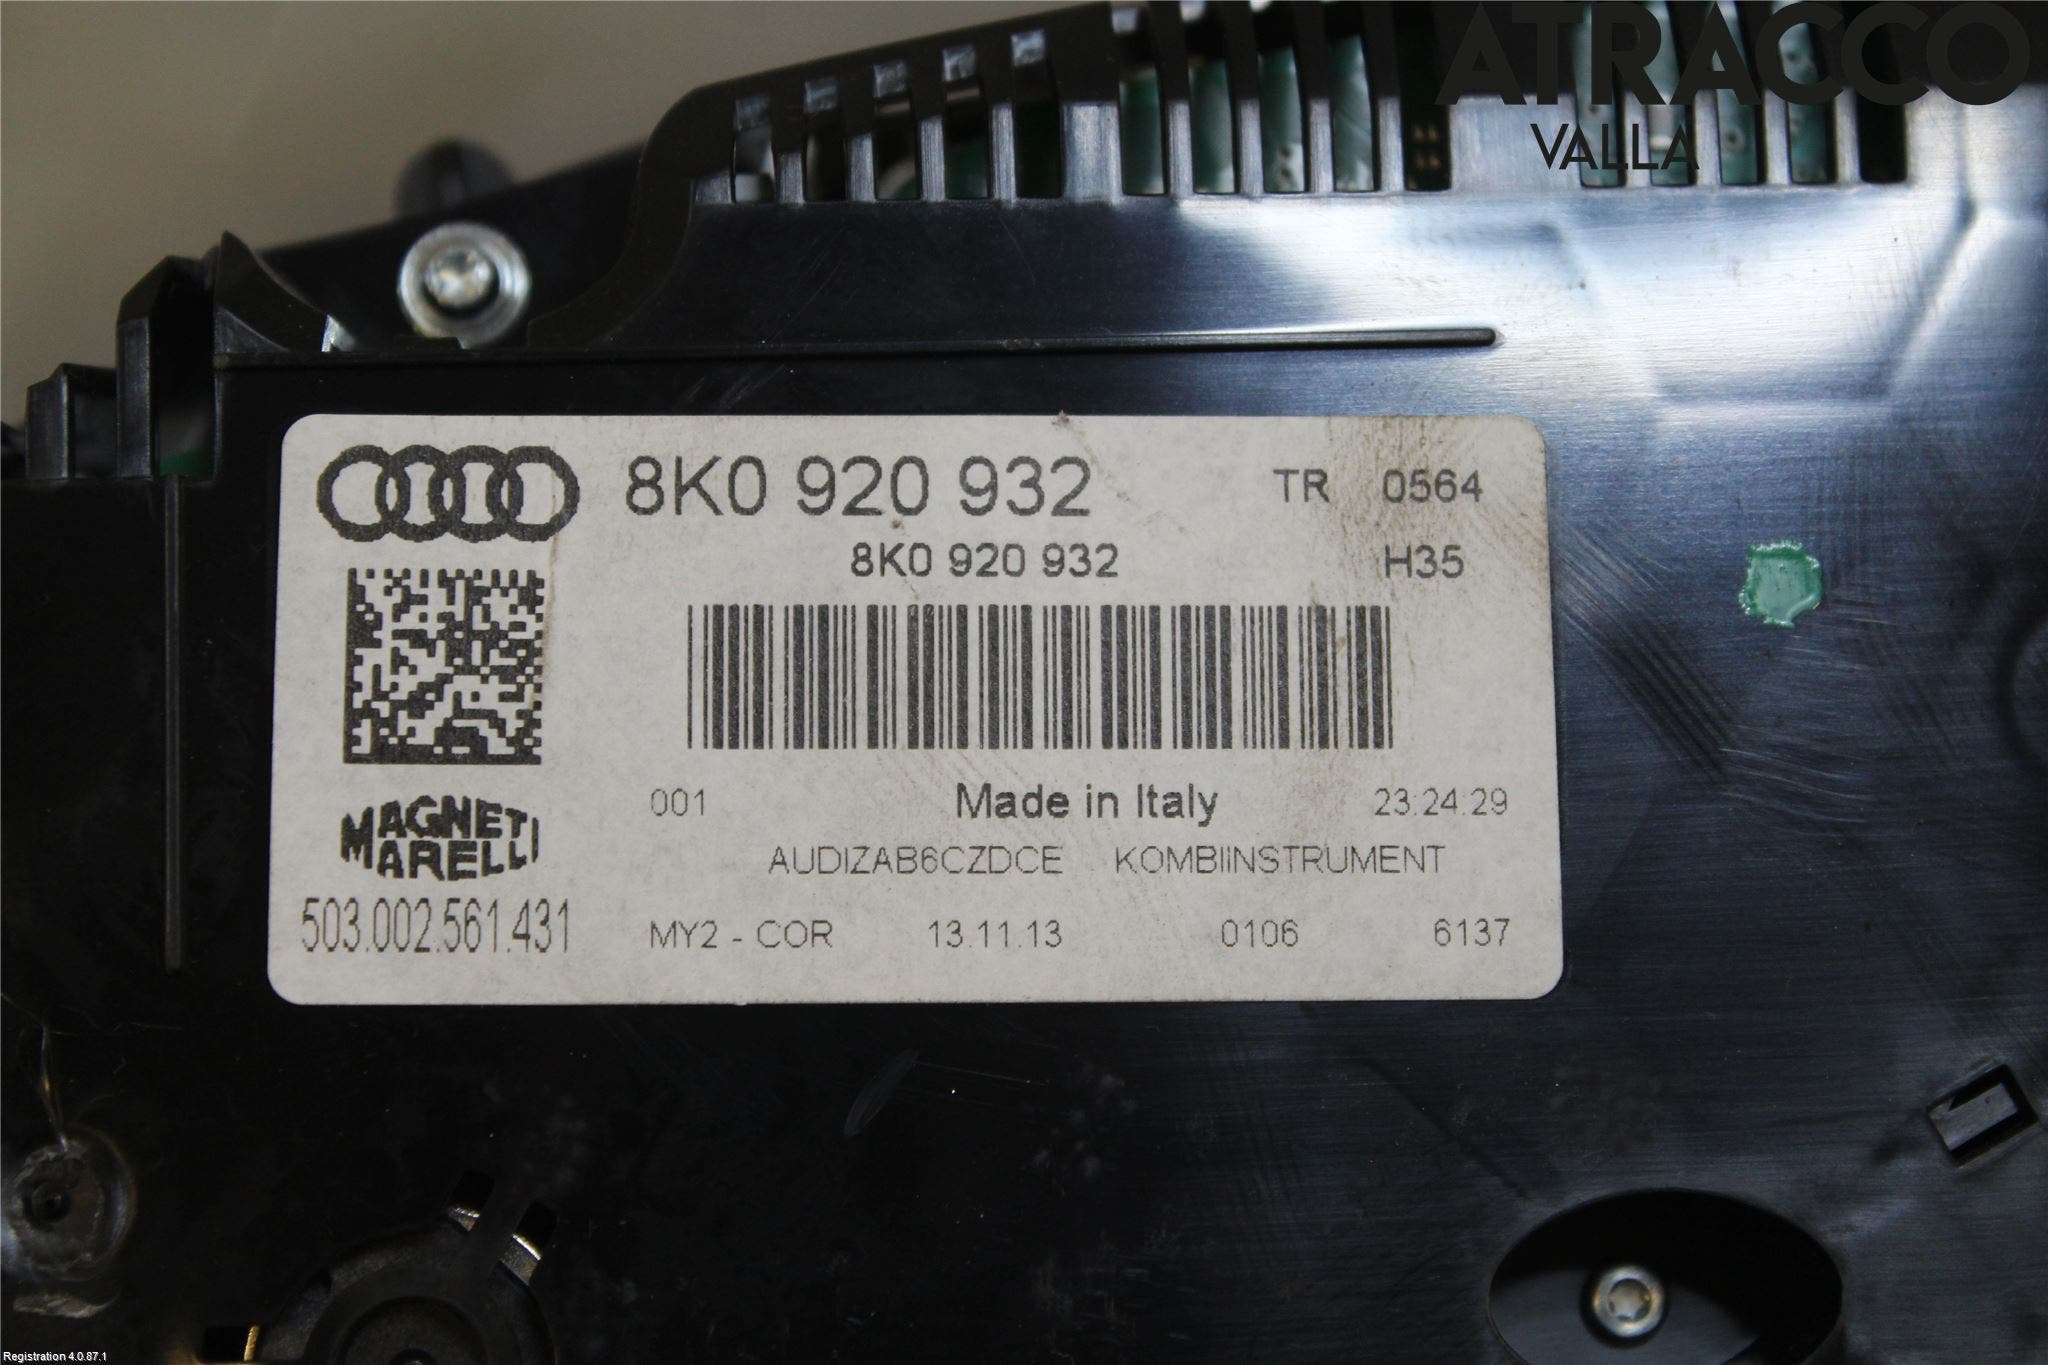 ATRACCO
VALLA
8K0 920 932 TR 0564
8K0 920 932 H35
001 Made in Italy 23:24:29
MAGNETI
MARELLI
AUDIZAB6CZDCE KOMBIINSTRUMENT
503.002.561.431
MY2 - COR 13.11.13 0106 6137
Registration 4.0.87.1